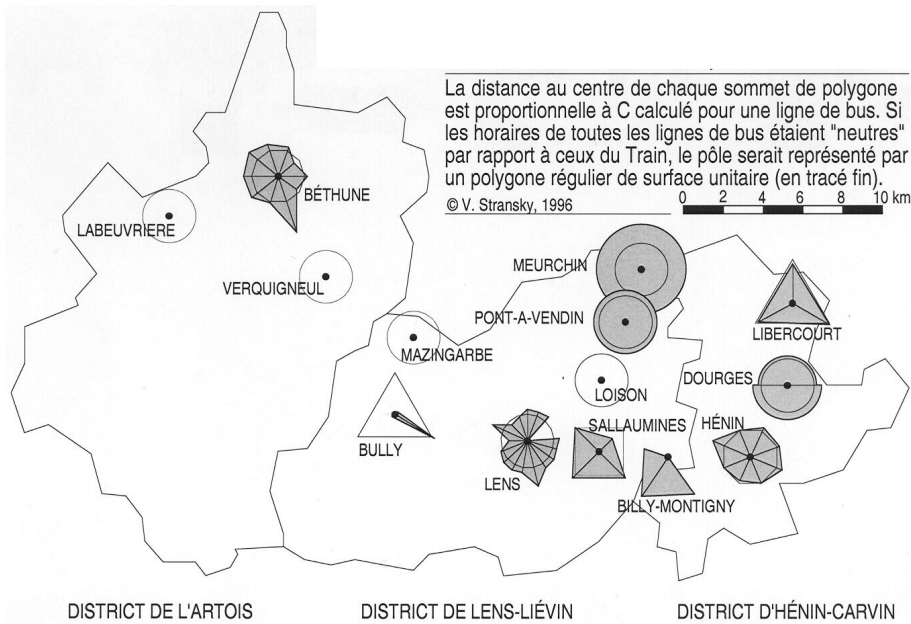 La distance au centre de chaque sommet de polygone
est proportionnelle à C calculé pour une ligne de bus. Si
les horaires de toutes les lignes de bus étaient "neutres"
par rapport à ceux du Train, le pôle serait représenté par
un polygone régulier de surface unitaire (en tracé fin).
© V. Stransky, 1996
0 2 4 6 8 10 km
BÉTHUNE
LABEUVRIERE
VERQUIGNEUL
MEURCHIN
PONT-A-VENDIN
LIBERCOURT
MAZINGARBE
DOURGES
LOISON
SALLAUMINES
HÉNIN
BULLY
LENS
BILLY-MONTIGNY
DISTRICT DE L'ARTOIS
DISTRICT DE LENS-LIÉVIN
DISTRICT D'HÉNIN-CARVIN